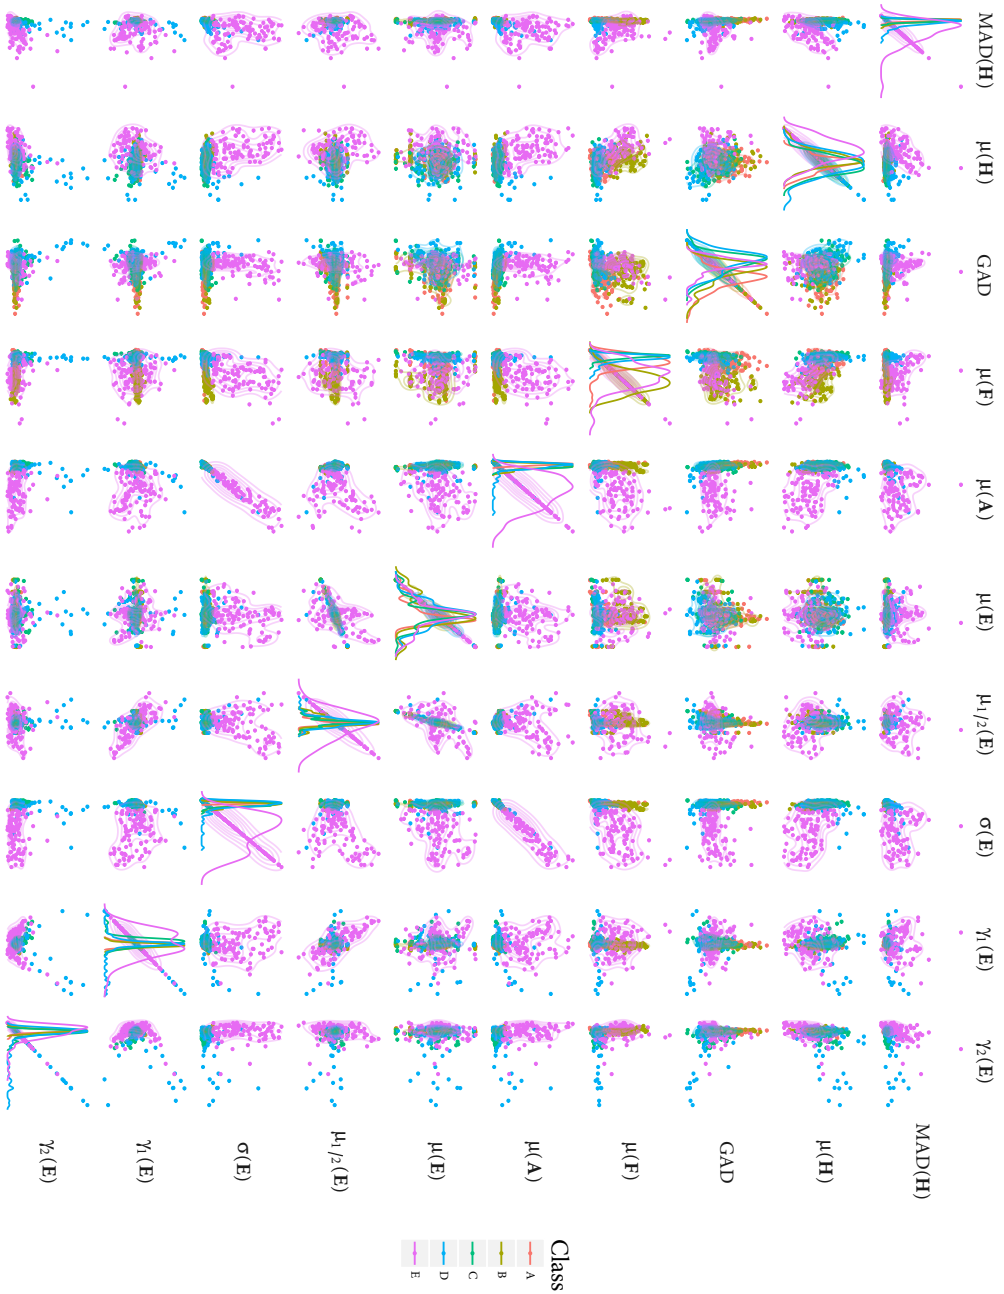 MAD(H)
μ(H)
GAD
μ(F)
μ(A)
μ(E)
μ1/2(E)
σ(E)
γ1(E)
γ2(E)
MAD(H)
μ(H)
GAD
μ(F)
μ(A)
μ(E)
μ1/2(E)
σ(E)
γ1(E)
γ2(E)
Class
A
B
C
D
E